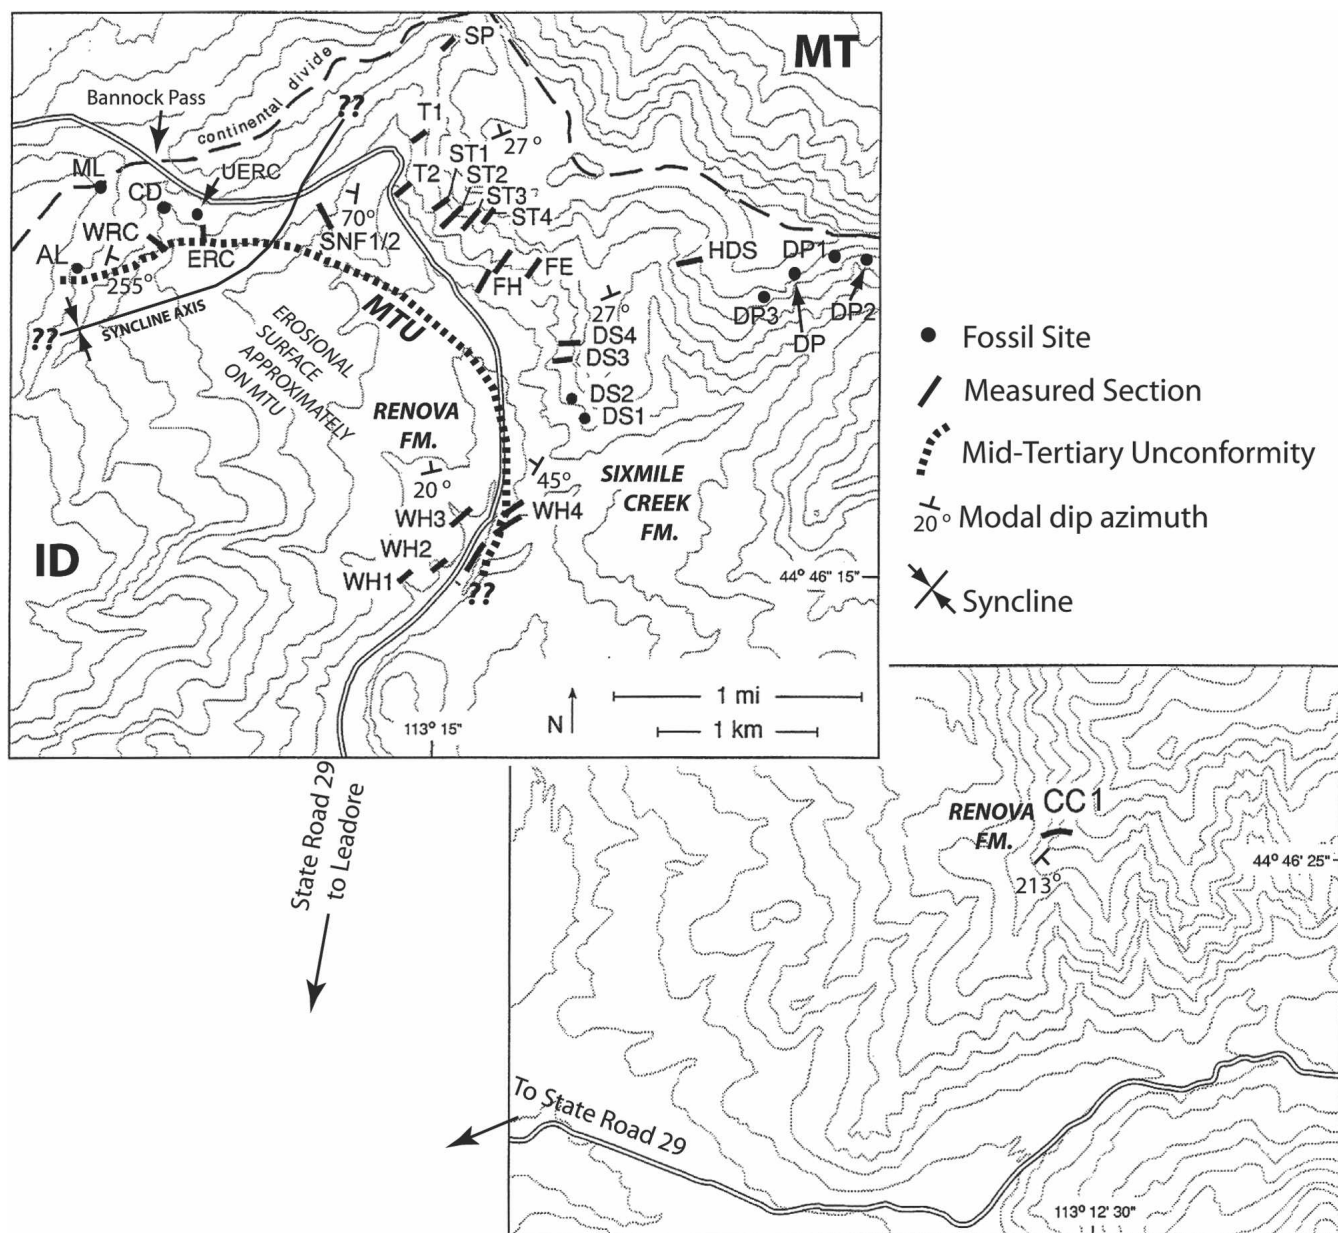 SP
MT
continental divide
Bannock Pass
??
T1
27°
ML
UERC
ST1
CD
T2
ST2
ST3
70°
ST4
WRC
SNF1/2
HDS
DP1
AL
ERC
FE
255°
FH
27°
DP3
DP2
SYNCLINE AXIS
MTU
DP
??
DS4
DS3
EROSIONAL
SURFACE
APPROXIMATELY
ON MTU
DS2
DS1
RENOVA
FM.
20°
45°
SIXMILE
CREEK
FM.
WH3
WH4
WH2
ID
WH1
??
44° 46" 15"
1 mi
N
1 km
113° 15"
Fossil Site
Measured Section
Mid-Tertiary Unconformity
20° Modal dip azimuth
Syncline
State Road 29
to Leadore
RENOVA
FM.
CC1
213°
44° 46' 25"
To State Road 29
113° 12' 30"